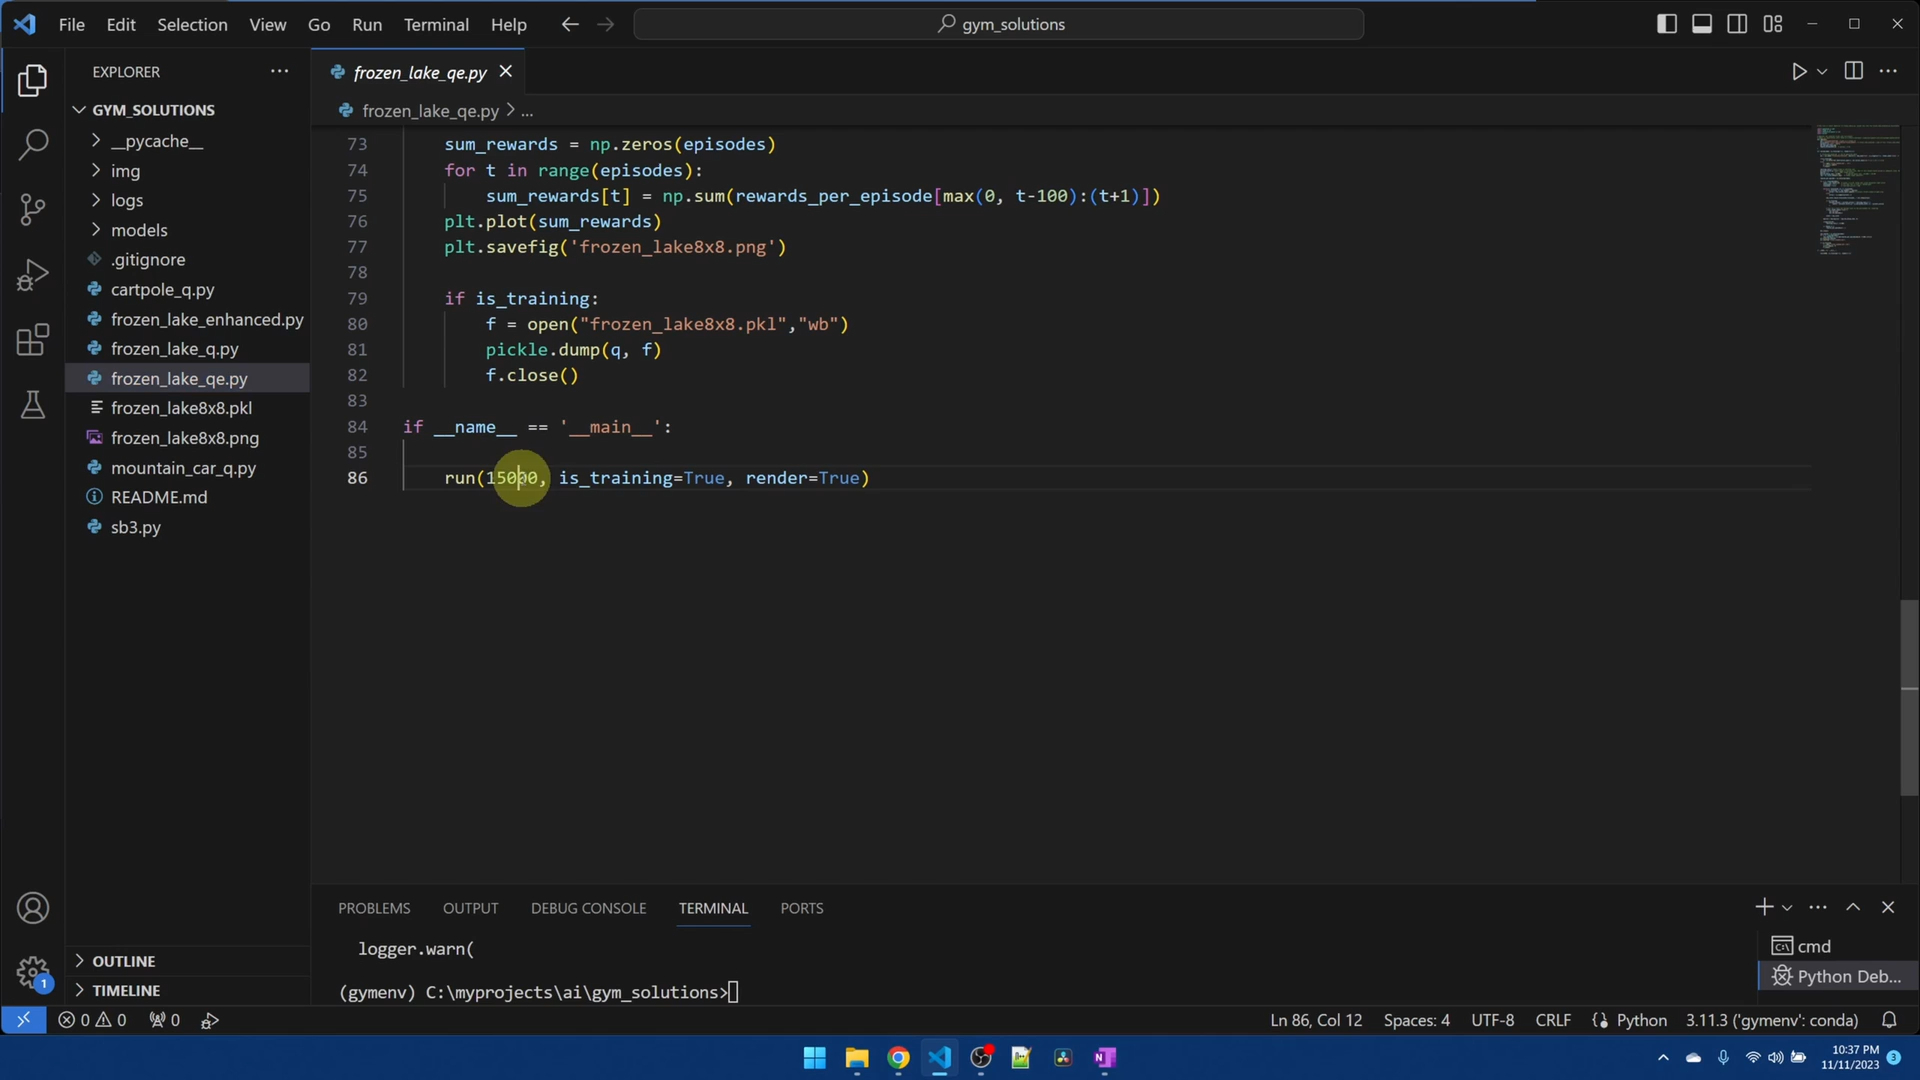 File Edit Selection View Go Run Terminal Help
gym_solutions
EXPLORER
GYM_SOLUTIONS
__pycache__
img
logs
models
.gitignore
cartpole_q.py
frozen_lake_enhanced.py
frozen_lake_q.py
frozen_lake_qe.py
frozen_lake8x8.pkl
frozen_lake8x8.png
mountain_car_q.py
README.md
sb3.py
OUTLINE
TIMELINE
frozen_lake_qe.py
frozen_lake_qe.py > ...
73 sum_rewards = np.zeros(episodes)
74 for t in range(episodes):
75 sum_rewards[t] = np.sum(rewards_per_episode[max(0, t-100):(t+1)])
76 plt.plot(sum_rewards)
77 plt.savefig('frozen_lake8x8.png')
78
79 if is_training:
80 f = open("frozen_lake8x8.pkl","wb")
81 pickle.dump(q, f)
82 f.close()
83
84 if __name__ == '__main__':
85
86 run(15000, is_training=True, render=True)
PROBLEMS OUTPUT DEBUG CONSOLE TERMINAL PORTS
logger.warn(
(gymenv) C:\myprojects\ai\gym_solutions>
cmd
Python Deb...
1
0 0 0
Ln 86, Col 12 Spaces: 4 UTF-8 CRLF Python 3.11.3 ('gymenv': conda)
10:37 PM
11/11/2023
3